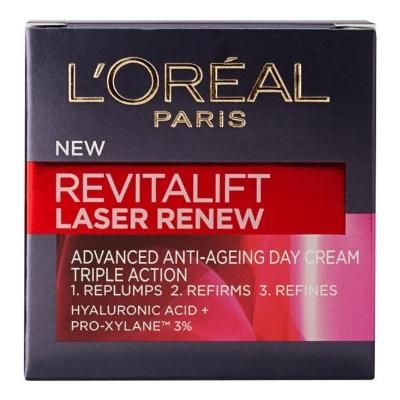 L'ORÉAL
PARIS
NEW
REVITALIFT
LASER RENEW
ADVANCED ANTI-AGEING DAY CREAM
TRIPLE ACTION
1. REPLUMPS 2. REFIRMS 3. REFINES
HYALURONIC ACID +
PRO-XYLANE™ 3%